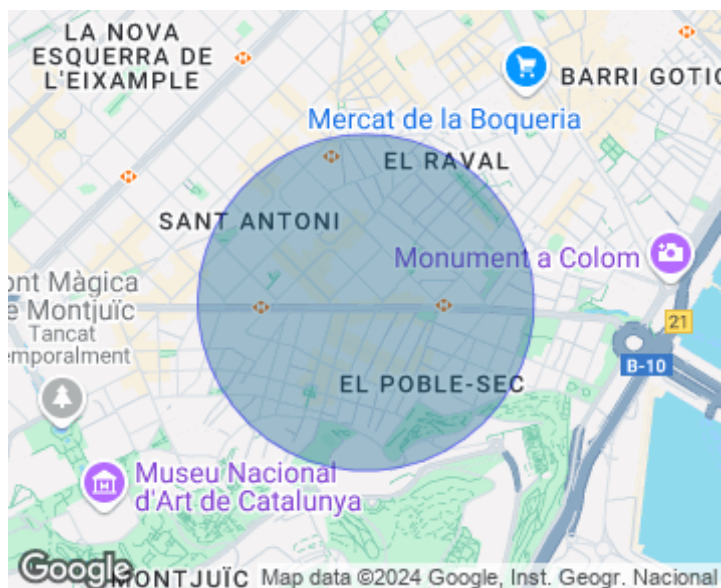 LA NOVA
ESQUERRA DE
L'EIXAMPLE
BARRI GOTIC
Mercat de la Boqueria
EL RAVAL
SANT ANTONI
Monument a Colom
ont Màgica
e Montjuïc
Tancat
emporalment
21
B-10
EL POBLE-SEC
Museu Nacional
d'Art de Catalunya
Google
MONTJUÏC
Map data ©2024 Google, Inst. Geogr. Nacional